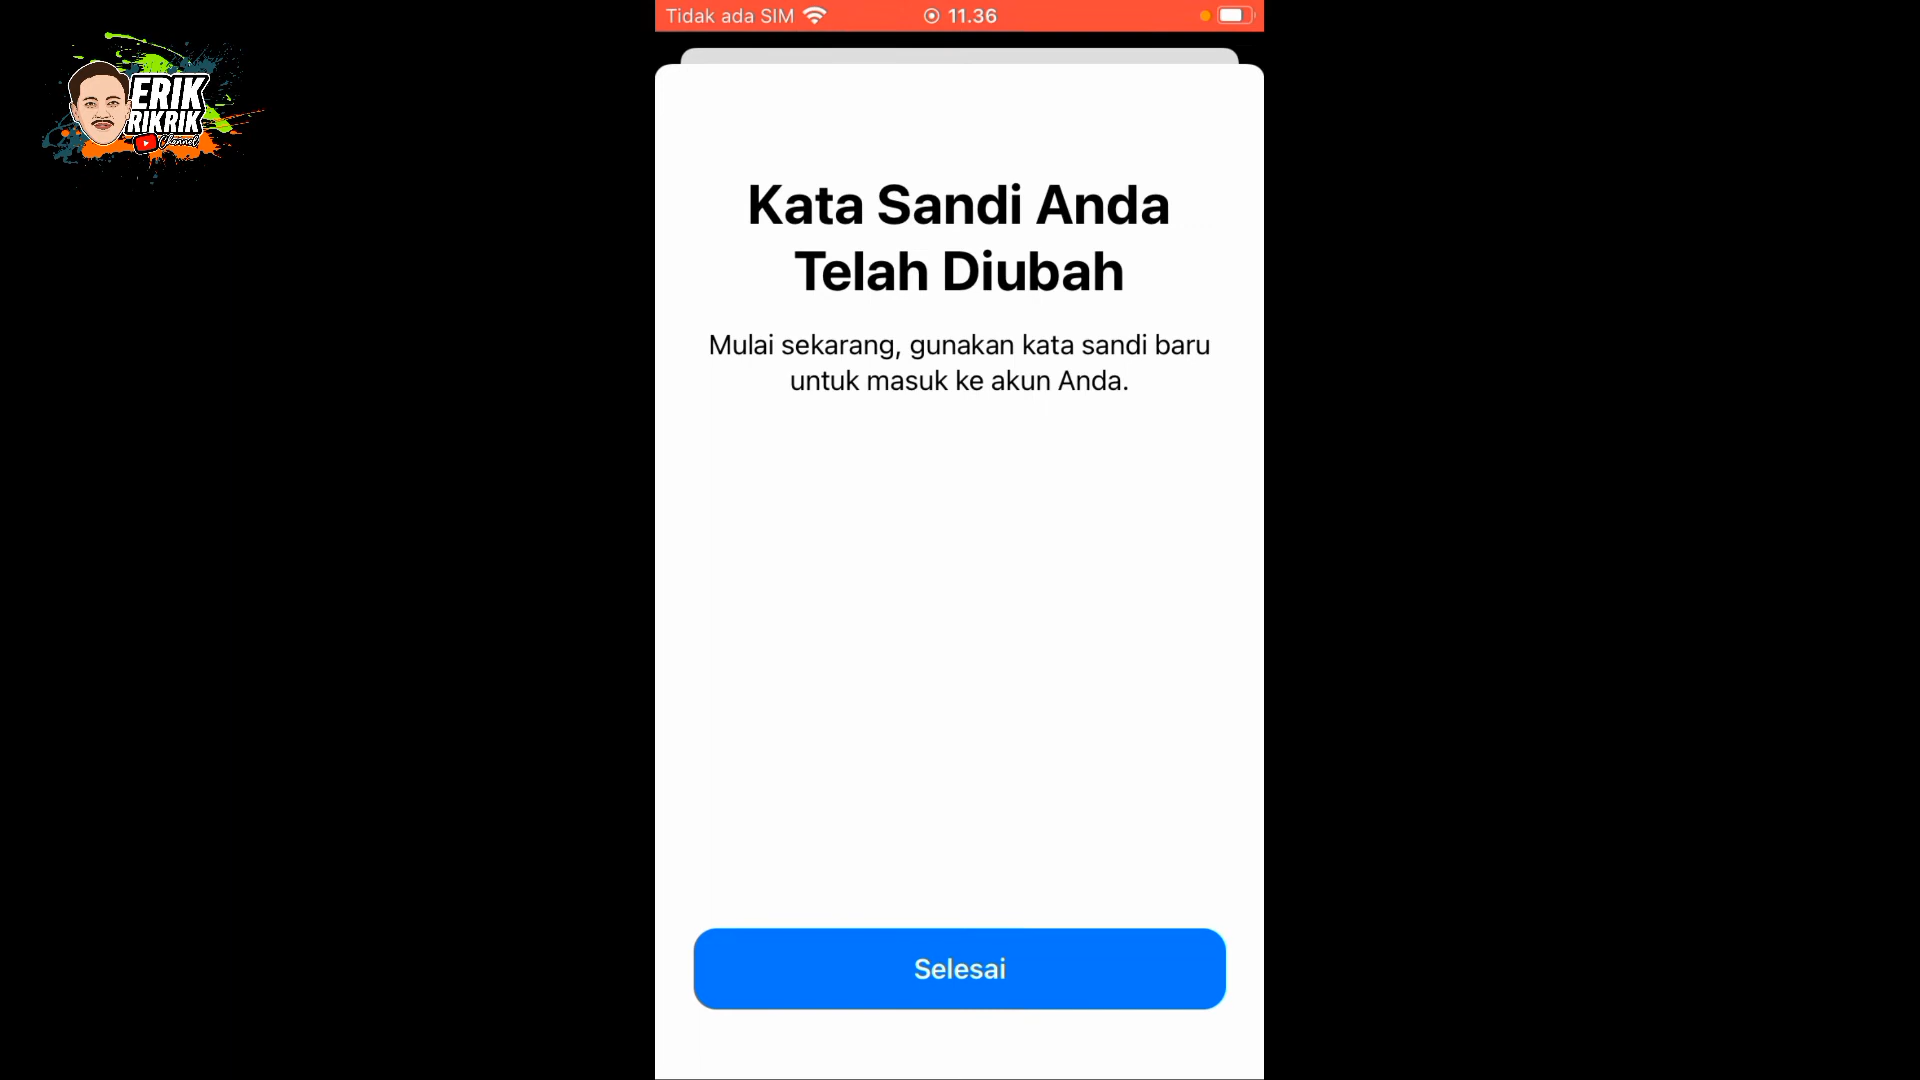 Tidak ada SIM 11.36
ERIK
RIKRIK
Channel
Kata Sandi Anda
Telah Diubah
Mulai sekarang, gunakan kata sandi baru
untuk masuk ke akun Anda.
Selesai